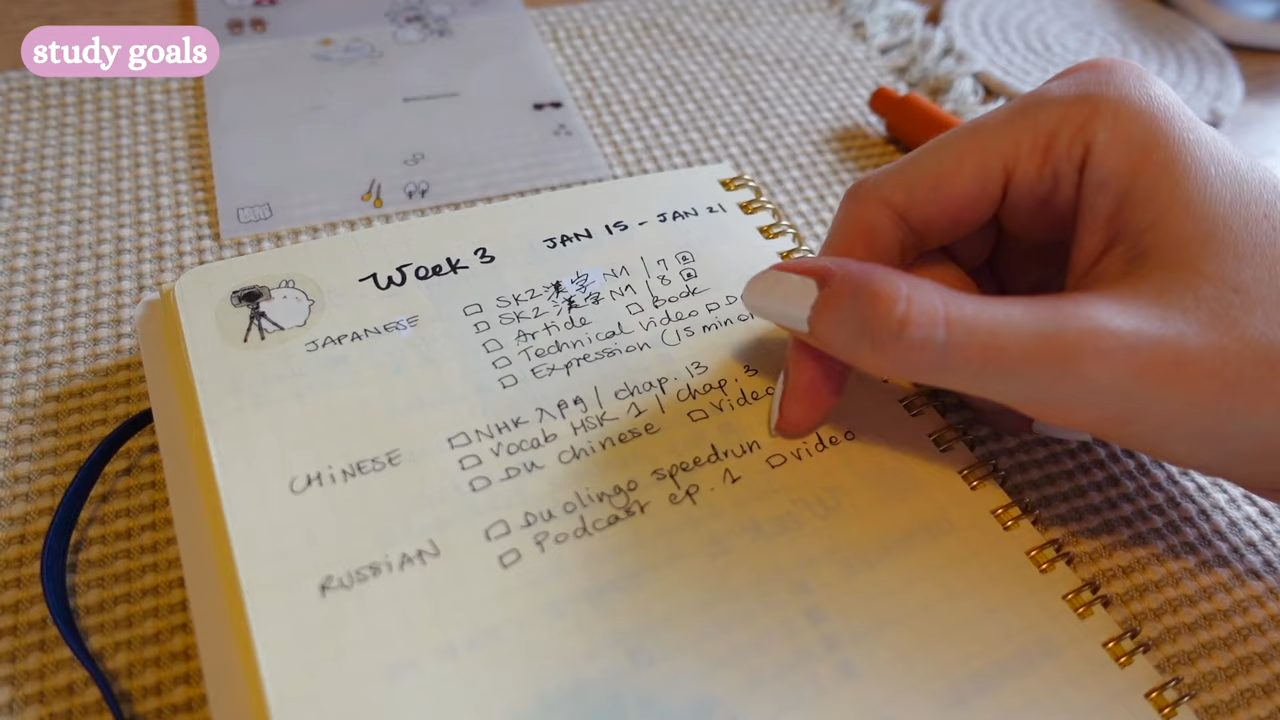 study goals
Week 3 JAN 15 - JAN 21
JAPANESE
☐ SKZ 漢字 N1 | 7
☐ SKZ 漢字 N1 | 8
☐ Article ☐ Book
☐ Technical video ☐ D
☐ Expression (15 min
CHINESE
☐ NHK 入門 / chap. 13
☐ Vocab HSK 1 / chap. 3
☐ DU chinese ☐ Video
RUSSIAN
☐ Duolingo speedrun
☐ Podcast ep. 1 ☐ video